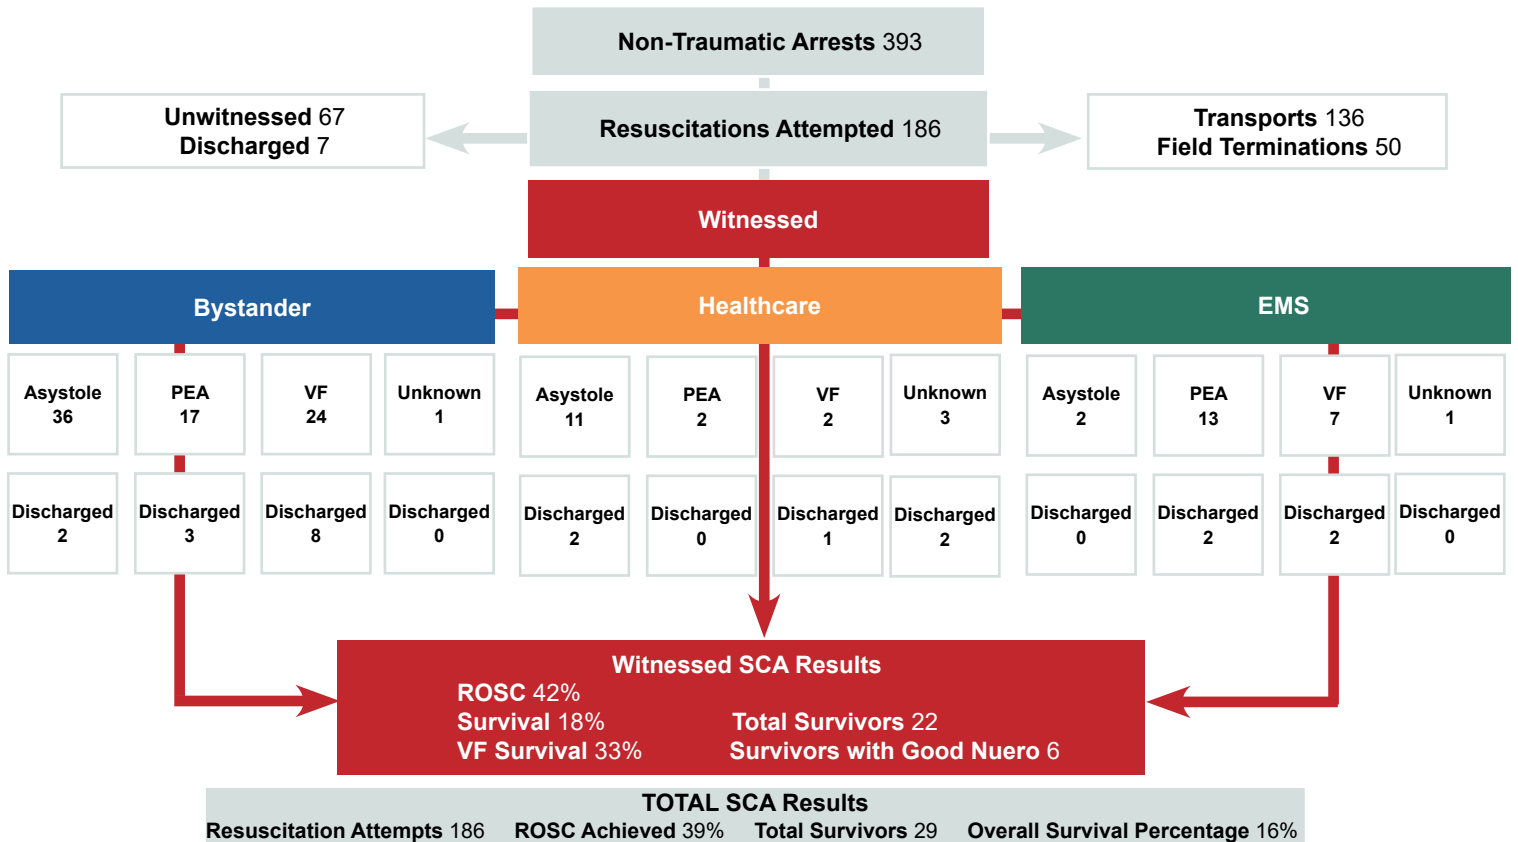 Non-Traumatic Arrests 393
Unwitnessed 67
Discharged 7
Resuscitations Attempted 186
Transports 136
Field Terminations 50
Witnessed
Bystander
Healthcare
EMS
Asystole
36
PEA
17
VF
24
Unknown
1
Asystole
11
PEA
2
VF
2
Unknown
3
Asystole
2
PEA
13
VF
7
Unknown
1
Discharged
2
Discharged
3
Discharged
8
Discharged
0
Discharged
2
Discharged
0
Discharged
1
Discharged
2
Discharged
0
Discharged
2
Discharged
2
Discharged
0
Witnessed SCA Results
ROSC 42%
Survival 18% Total Survivors 22
VF Survival 33% Survivors with Good Nuero 6
TOTAL SCA Results
Resuscitation Attempts 186 ROSC Achieved 39% Total Survivors 29 Overall Survival Percentage 16%